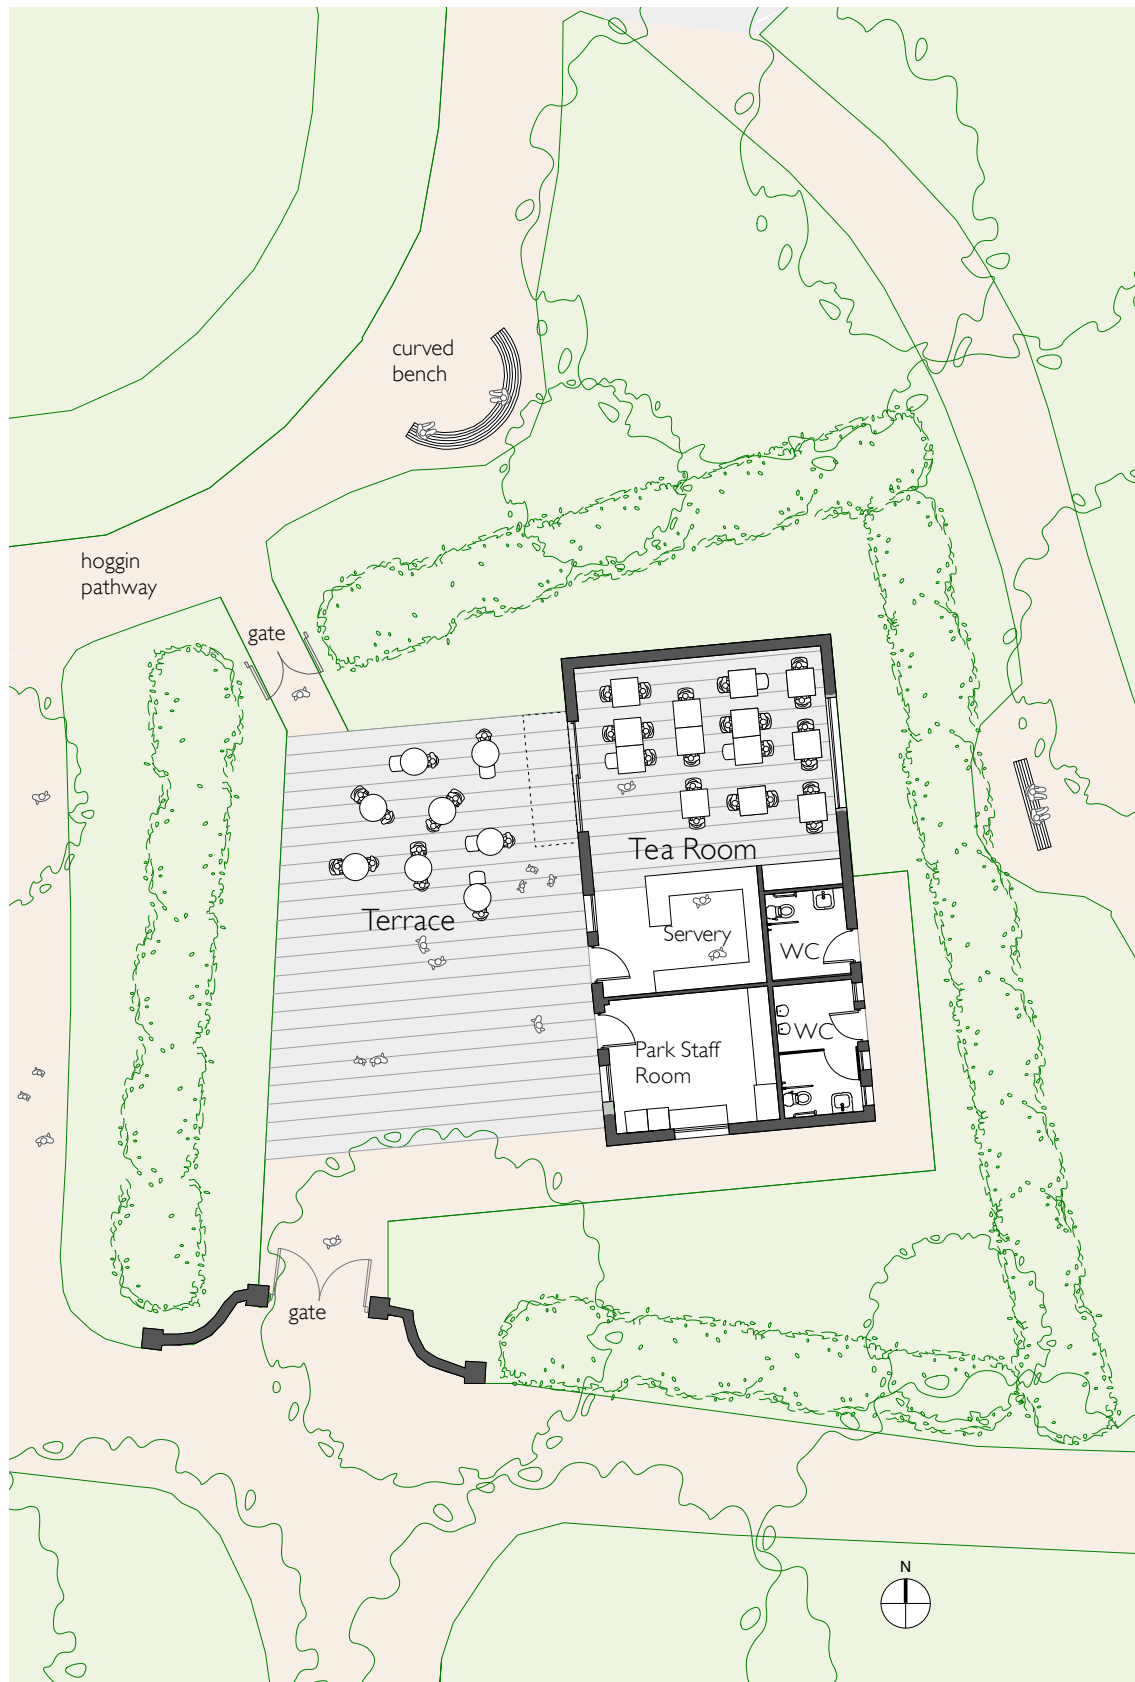 curved
bench
hoggin
pathway
gate
Tea Room
Terrace
Servery
WC
WC
Park Staff
Room
gate
N